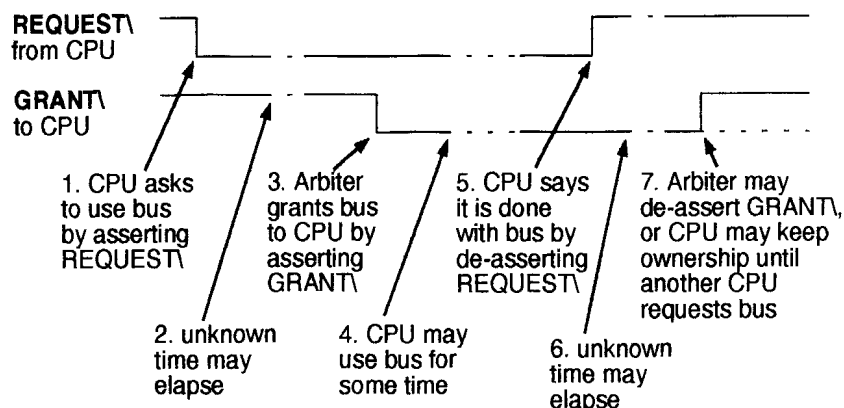 REQUEST\
from CPU
GRANT\
to CPU
1. CPU asks
to use bus
by asserting
REQUEST\
3. Arbiter
grants bus
to CPU by
asserting
GRANT\
5. CPU says
it is done
with bus by
de-asserting
REQUEST\
7. Arbiter may
de-assert GRANT\,
or CPU may keep
ownership until
another CPU
requests bus
2. unknown
time may
elapse
4. CPU may
use bus for
some time
6. unknown
time may
elapse